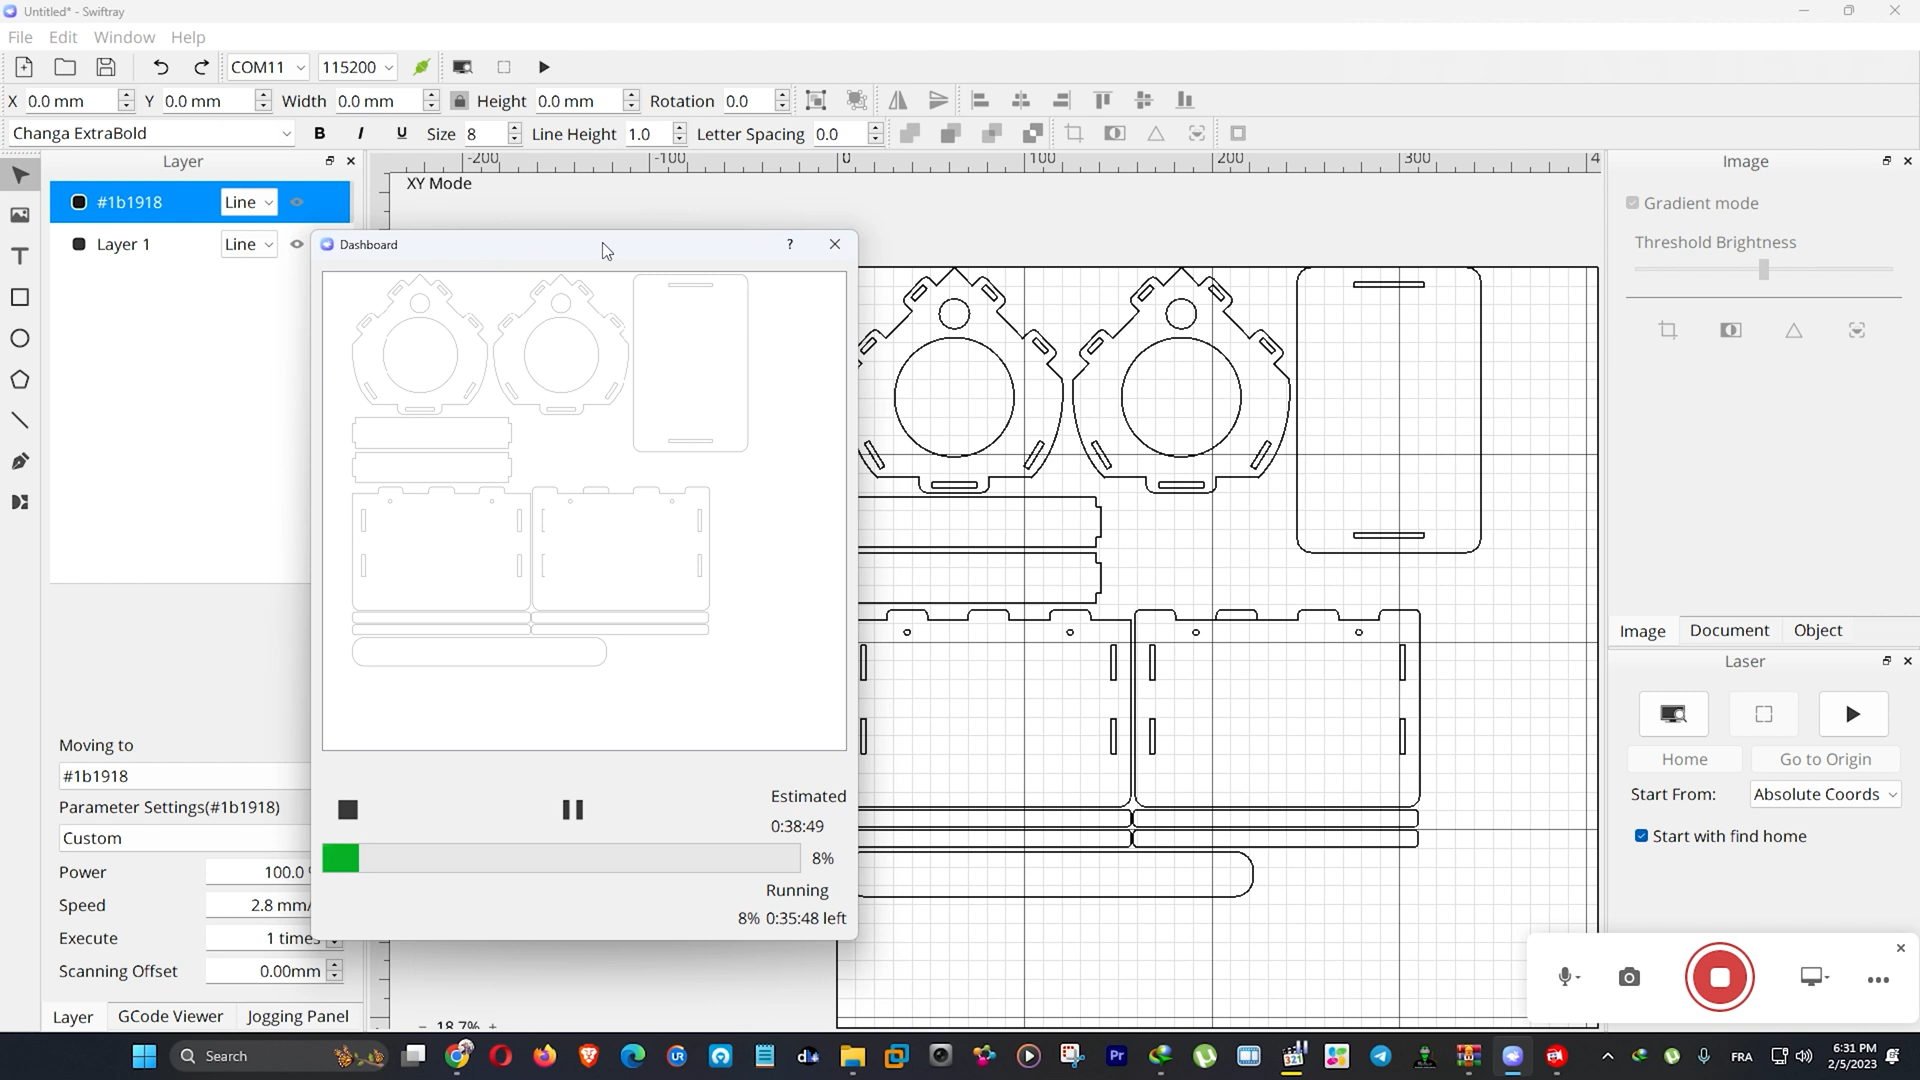 Untitled* - Swiftray
File Edit Window Help
COM11 115200
X 0.0 mm Y 0.0 mm Width 0.0 mm Height 0.0 mm Rotation 0.0
Changa ExtraBold B I U Size 8 Line Height 1.0 Letter Spacing 0.0
Layer
#1b1918 Line
Layer 1 Line
Moving to
#1b1918
Parameter Settings(#1b1918)
Custom
Power 100.0
Speed 2.8 mm/
Execute 1 times
Scanning Offset 0.00mm
Layer GCode Viewer Jogging Panel
-200 -100 0 100 200 300 4
XY Mode
Dashboard ?
Estimated
0:38:49
8%
Running
8% 0:35:48 left
- 18.7% +
Image
Gradient mode
Threshold Brightness
Image Document Object
Laser
Home Go to Origin
Start From: Absolute Coords
Start with find home
Search
UR
Pr
321
FRA
6:31 PM
2/5/2023